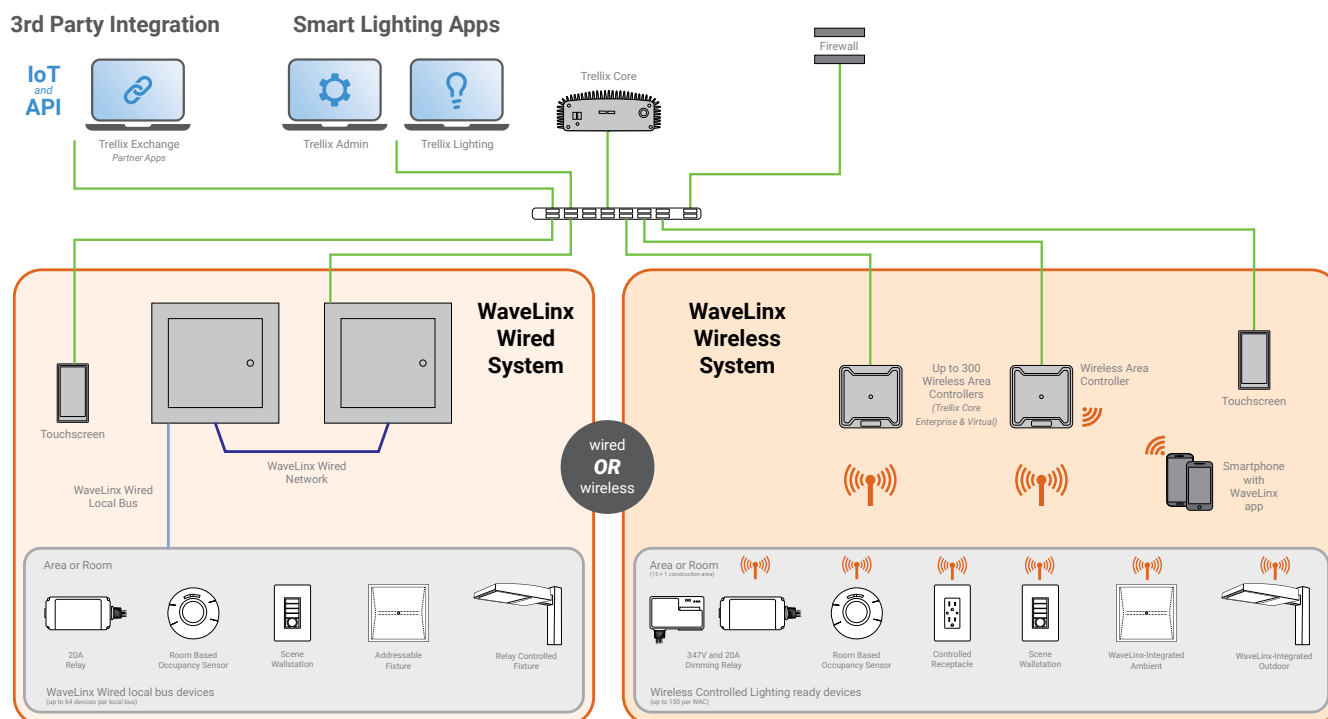 3rd Party Integration
Smart Lighting Apps
Firewall
IoT
and
API
Trellix Core
Trellix Exchange
Partner Apps
Trellix Admin
Trellix Lighting
WaveLinx
Wired
System
WaveLinx
Wireless
System
Touchscreen
WaveLinx Wired
Network
WaveLinx Wired
Local Bus
wired
OR
wireless
Up to 300
Wireless Area
Controllers
(Trellix Core
Enterprise & Virtual)
Wireless Area
Controller
Touchscreen
Smartphone
with
WaveLinx
app
Area or Room
20A
Relay
Room Based
Occupancy Sensor
Scene
Wallstation
Addressable
Fixture
Relay Controlled
Fixture
WaveLinx Wired local bus devices
(up to 64 devices per local bus)
Area or Room
(15 + 1 construction area)
347V and 20A
Dimming Relay
Room Based
Occupancy Sensor
Controlled
Receptacle
Scene
Wallstation
WaveLinx-Integrated
Ambient
WaveLinx-Integrated
Outdoor
Wireless Controlled Lighting ready devices
(up to 150 per WAC)